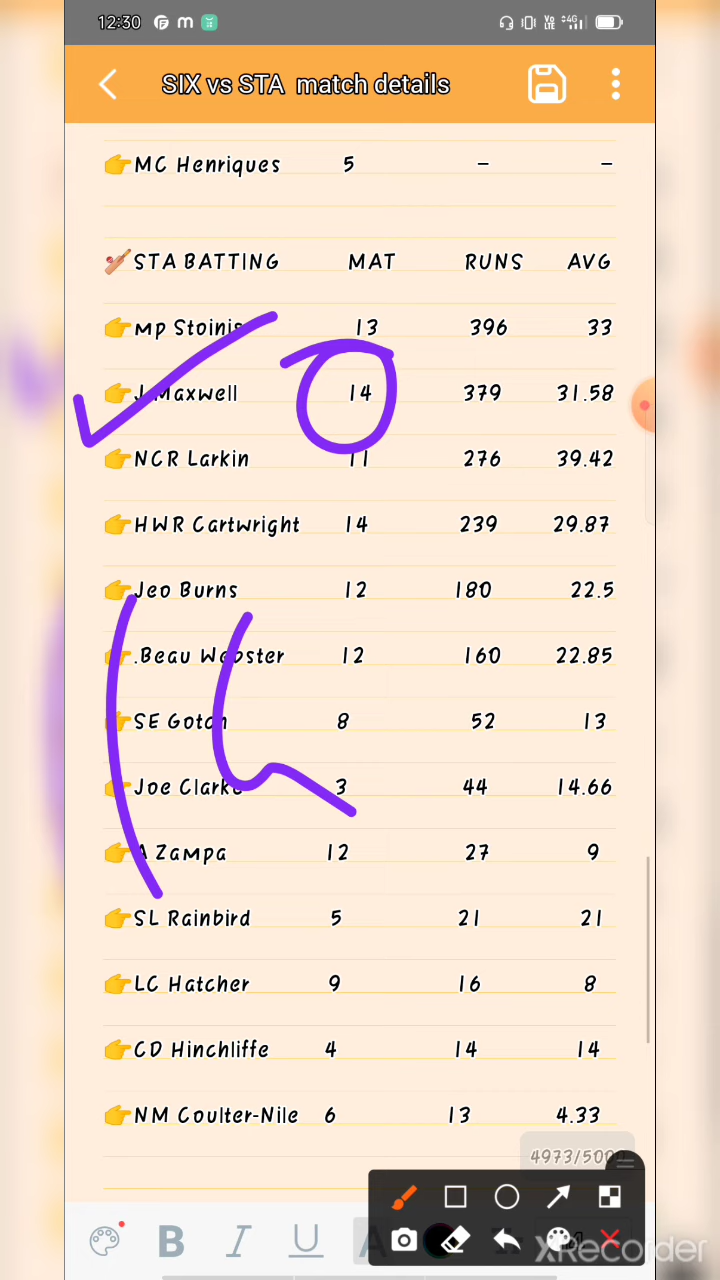 12:30 m Vo LTE 4G
SIX vs STA match details
MC Henriques 5 – –
STA BATTING MAT RUNS AVG
MP Stoinis 13 396 33
J Maxwell 14 379 31.58
NCR Larkin 11 276 39.42
HWR Cartwright 14 239 29.87
Jeo Burns 12 180 22.5
.Beau Webster 12 160 22.85
SE Gotch 8 52 13
Joe Clarke 3 44 14.66
A Zampa 12 27 9
SL Rainbird 5 21 21
LC Hatcher 9 16 8
CD Hinchliffe 4 14 14
NM Coulter-Nile 6 13 4.33
4973/5000
B I U A
XRecorder